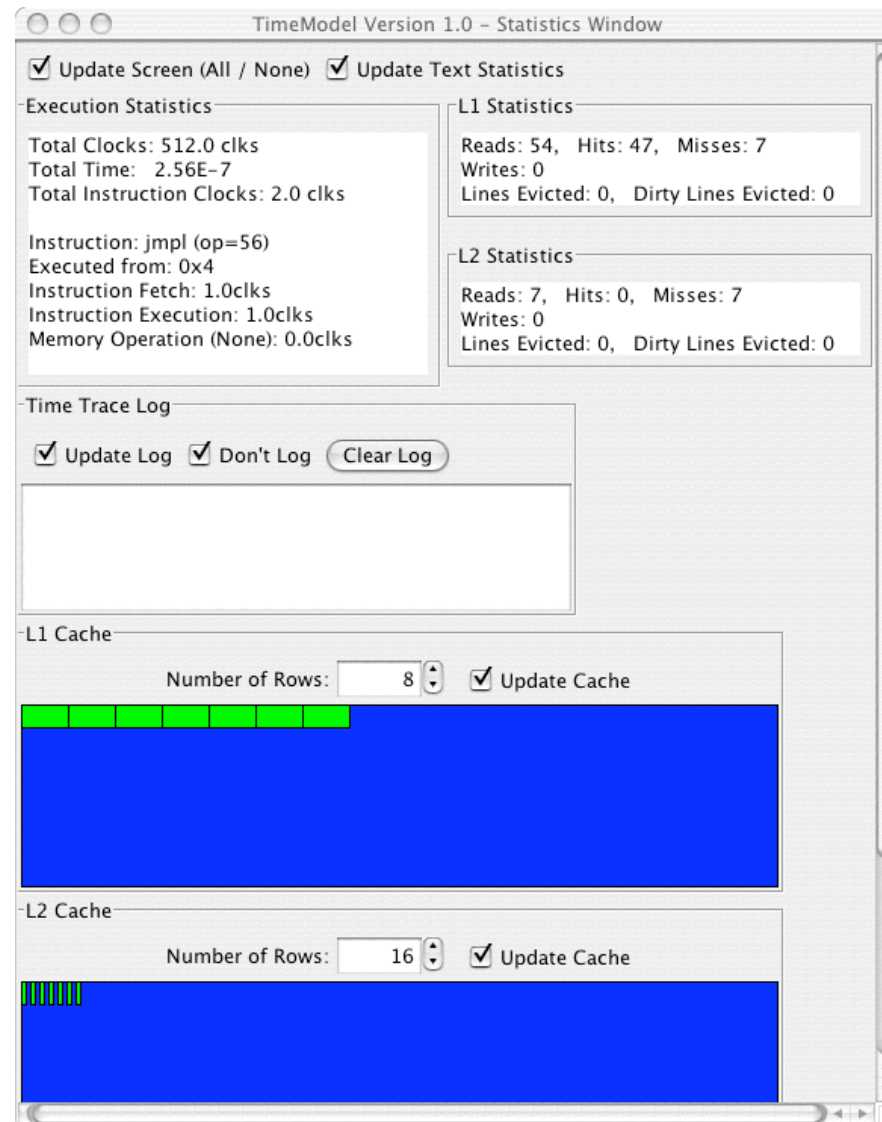 TimeModel Version 1.0 – Statistics Window
Update Screen (All / None) Update Text Statistics
Execution Statistics
Total Clocks: 512.0 clks
Total Time: 2.56E-7
Total Instruction Clocks: 2.0 clks
Instruction: jmpl (op=56)
Executed from: 0x4
Instruction Fetch: 1.0clks
Instruction Execution: 1.0clks
Memory Operation (None): 0.0clks
L1 Statistics
Reads: 54, Hits: 47, Misses: 7
Writes: 0
Lines Evicted: 0, Dirty Lines Evicted: 0
L2 Statistics
Reads: 7, Hits: 0, Misses: 7
Writes: 0
Lines Evicted: 0, Dirty Lines Evicted: 0
Time Trace Log
Update Log Don't Log Clear Log
L1 Cache
Number of Rows: 8 Update Cache
L2 Cache
Number of Rows: 16 Update Cache